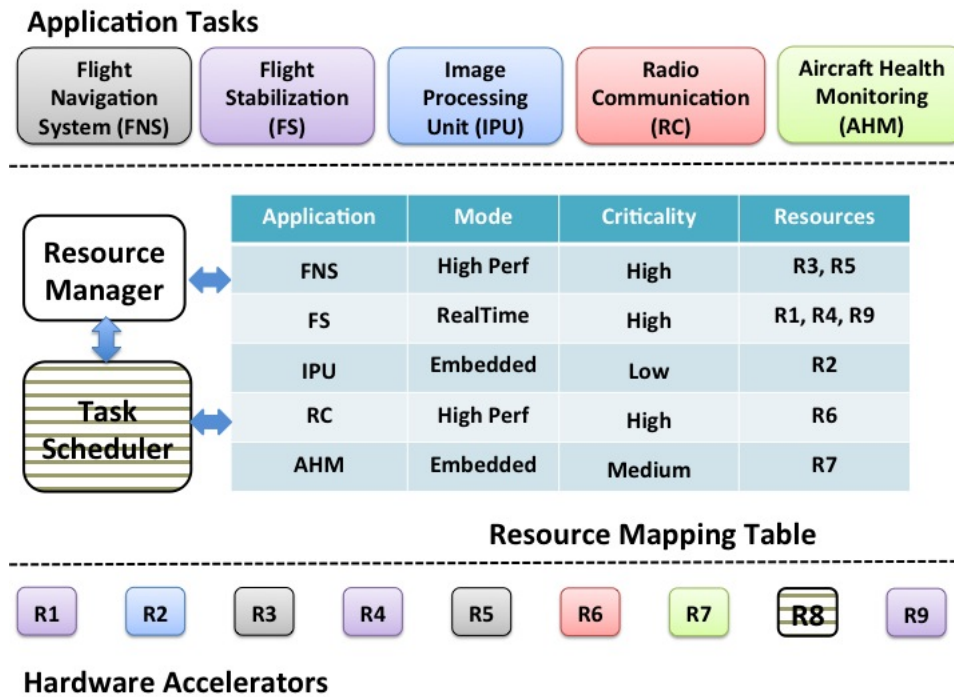 Application Tasks
Flight
Navigation
System (FNS)
Flight
Stabilization
(FS)
Image
Processing
Unit (IPU)
Radio
Communication
(RC)
Aircraft Health
Monitoring
(AHM)
Resource
Manager
Task
Scheduler
Application Mode Criticality Resources
FNS High Perf High R3, R5
FS RealTime High R1, R4, R9
IPU Embedded Low R2
RC High Perf High R6
AHM Embedded Medium R7
Resource Mapping Table
R1 R2 R3 R4 R5 R6 R7 R8 R9
Hardware Accelerators